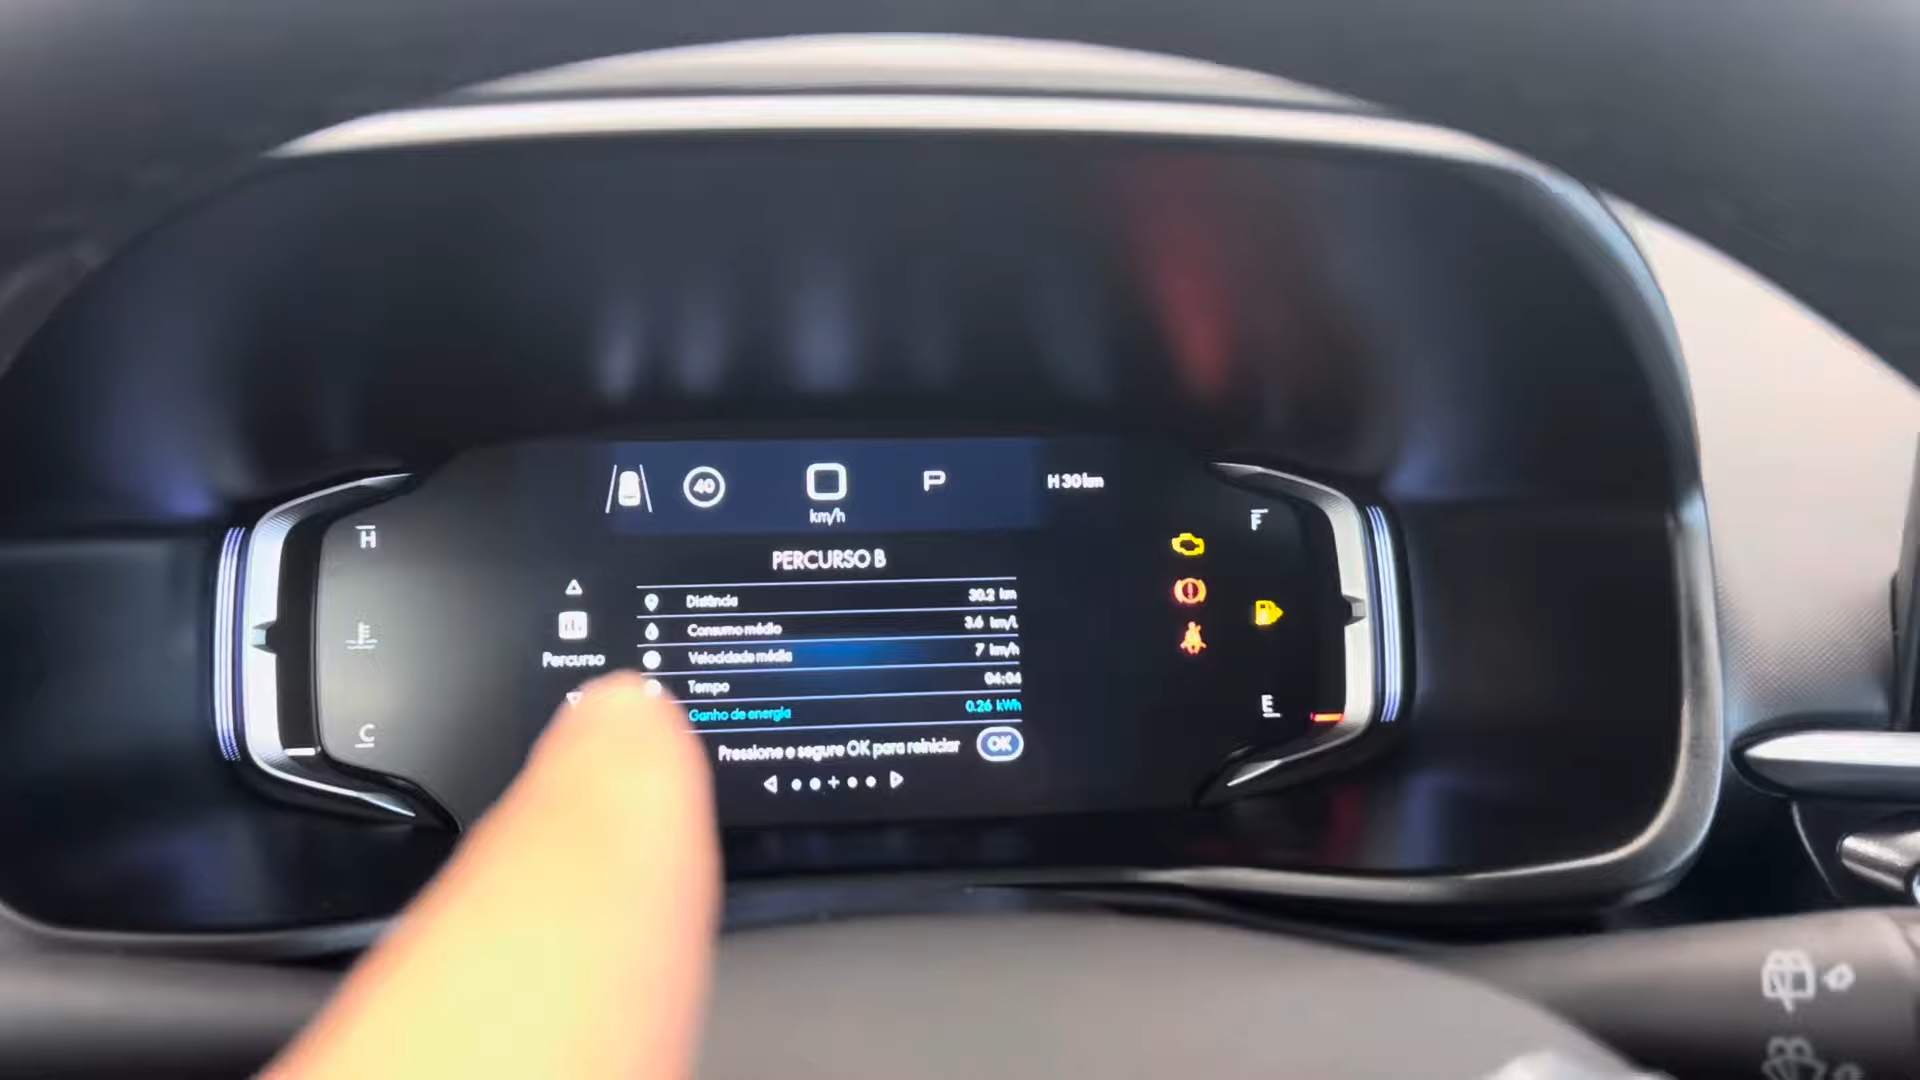 40
km/h
P
H 30 km
H
F
PERCURSO B
Distância 30.2 km
Consumo médio 3.6 km/L
Velocidade média 7 km/h
Percurso
Tempo 04:04
Ganho de energia 0.26 kWh
C
E
Pressione e segure OK para reiniciar OK